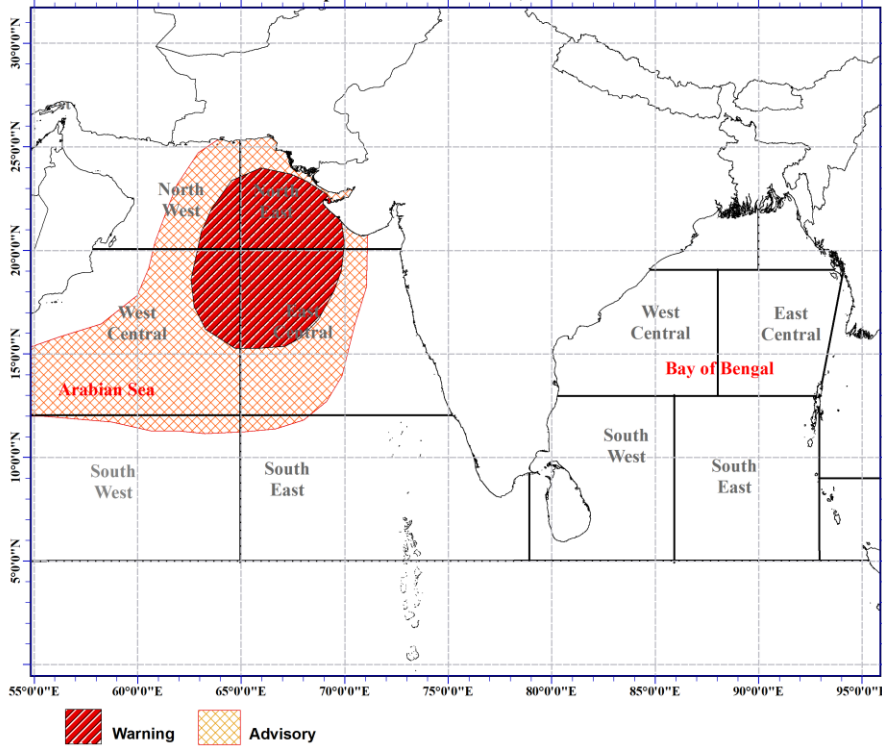 30°0'0"N
25°0'0"N
20°0'0"N
15°0'0"N
10°0'0"N
5°0'0"N
North
West
North
East
West
Central
East
Central
Arabian Sea
South
West
South
East
West
Central
East
Central
Bay of Bengal
South
West
South
East
55°0'0"E
60°0'0"E
65°0'0"E
70°0'0"E
75°0'0"E
80°0'0"E
85°0'0"E
90°0'0"E
95°0'0"E
Warning
Advisory